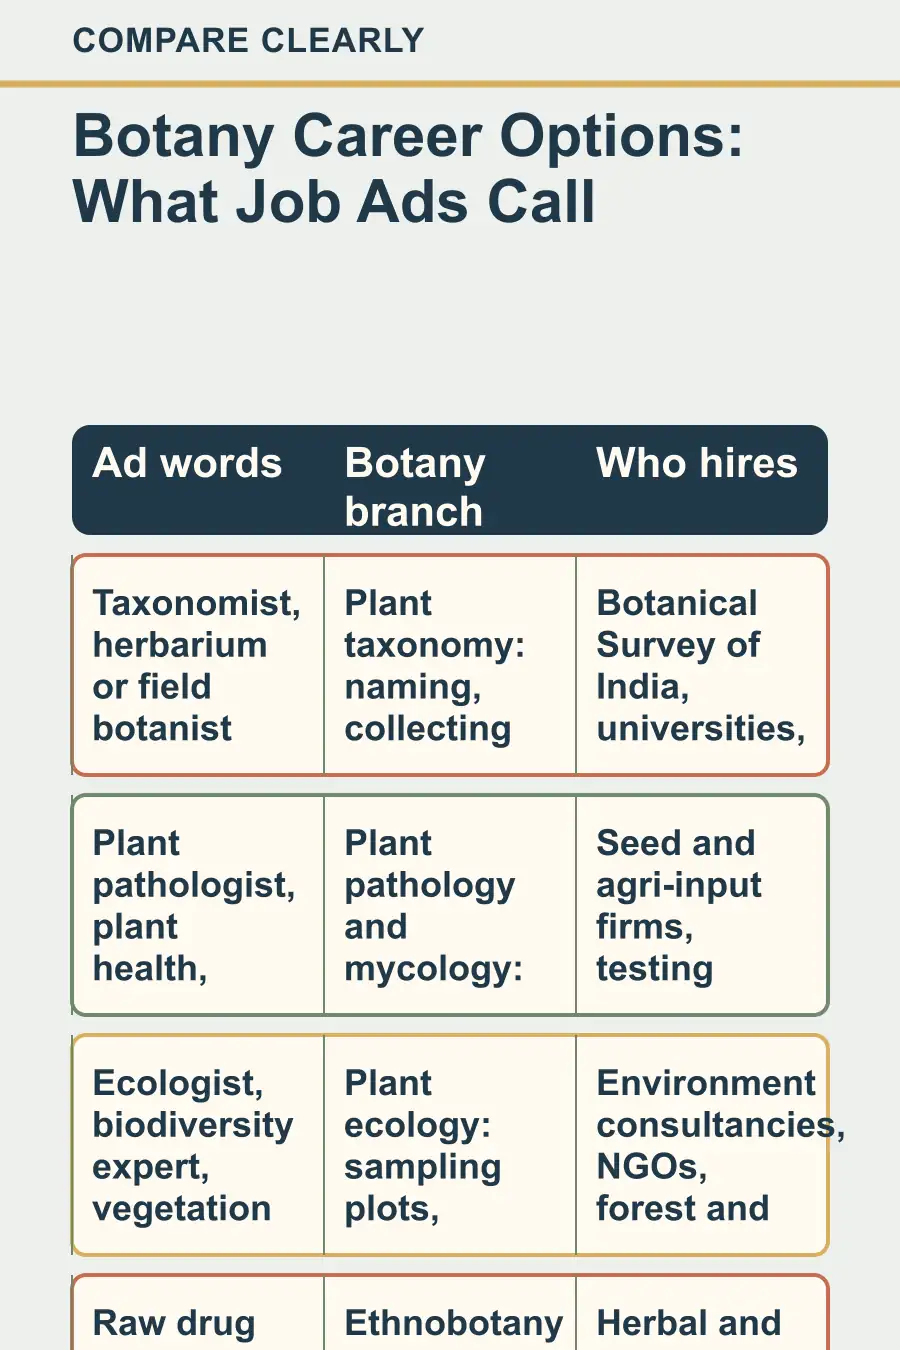 COMPARE CLEARLY
Botany Career Options:
What Job Ads Call
Ad words
Botany
branch
Who hires
Taxonomist,
herbarium
or field
botanist
Plant
taxonomy:
naming,
collecting
Botanical
Survey of
India,
universities,
Plant
pathologist,
plant
health,
Plant
pathology
and
mycology:
Seed and
agri-input
firms,
testing
Ecologist,
biodiversity
expert,
vegetation
Plant
ecology:
sampling
plots,
Environment
consultancies,
NGOs,
forest and
Raw drug
Ethnobotany
Herbal and